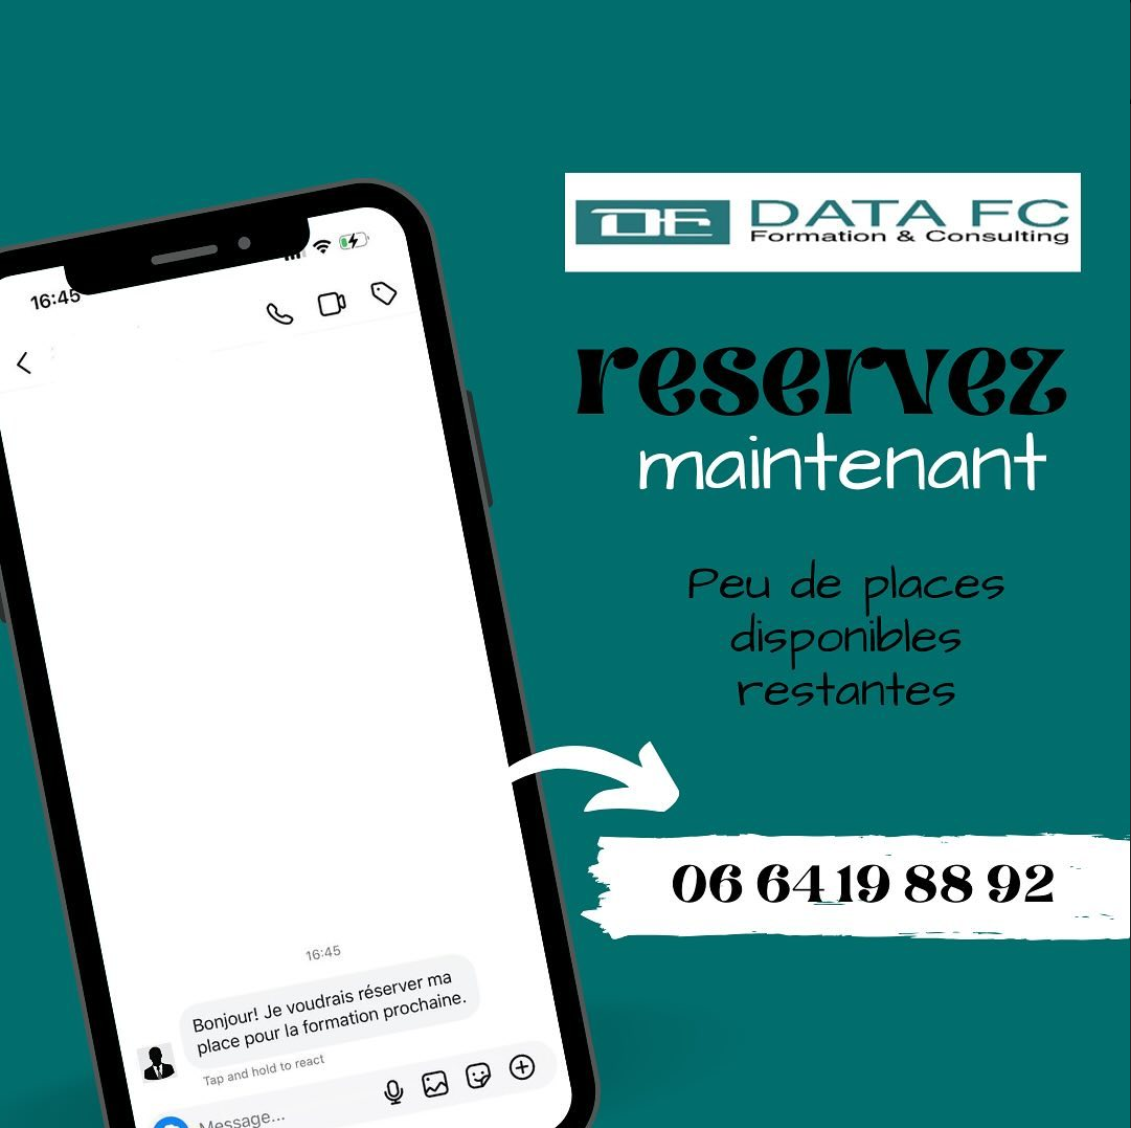 DATA FC
Formation & Consulting
reservez
maintenant
Peu de places
disponibles
restantes
06 64 19 88 92
16:45
16:45
Bonjour! Je voudrais réserver ma
place pour la formation prochaine.
Tap and hold to react
Message...